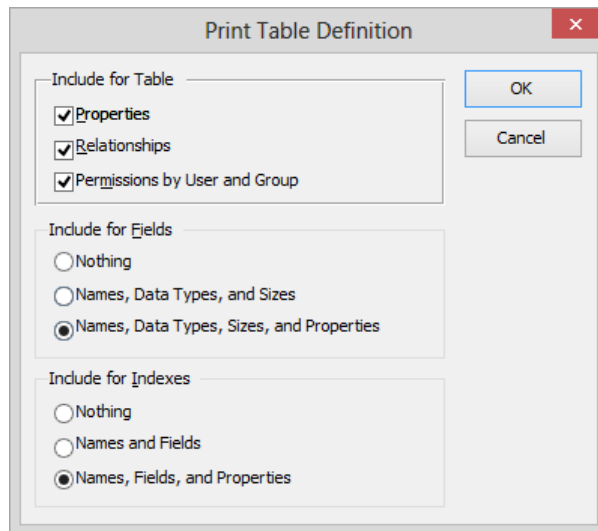 Print Table Definition
Include for Table
Properties
Relationships
Permissions by User and Group
OK
Cancel
Include for Fields
Nothing
Names, Data Types, and Sizes
Names, Data Types, Sizes, and Properties
Include for Indexes
Nothing
Names and Fields
Names, Fields, and Properties